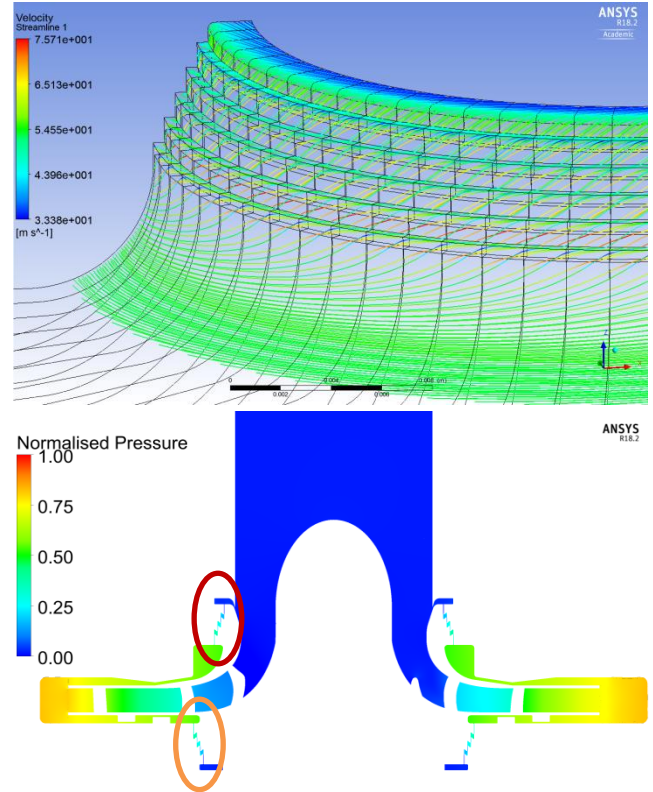 Velocity
Streamline 1
7.571e+001
6.513e+001
5.455e+001
4.396e+001
3.338e+001
[m s^-1]
ANSYS
R18.2
Academic
Z
0
0.002
0.004
0.006
0.008 (m)
Normalised Pressure
1.00
0.75
0.50
0.25
0.00
ANSYS
R18.2